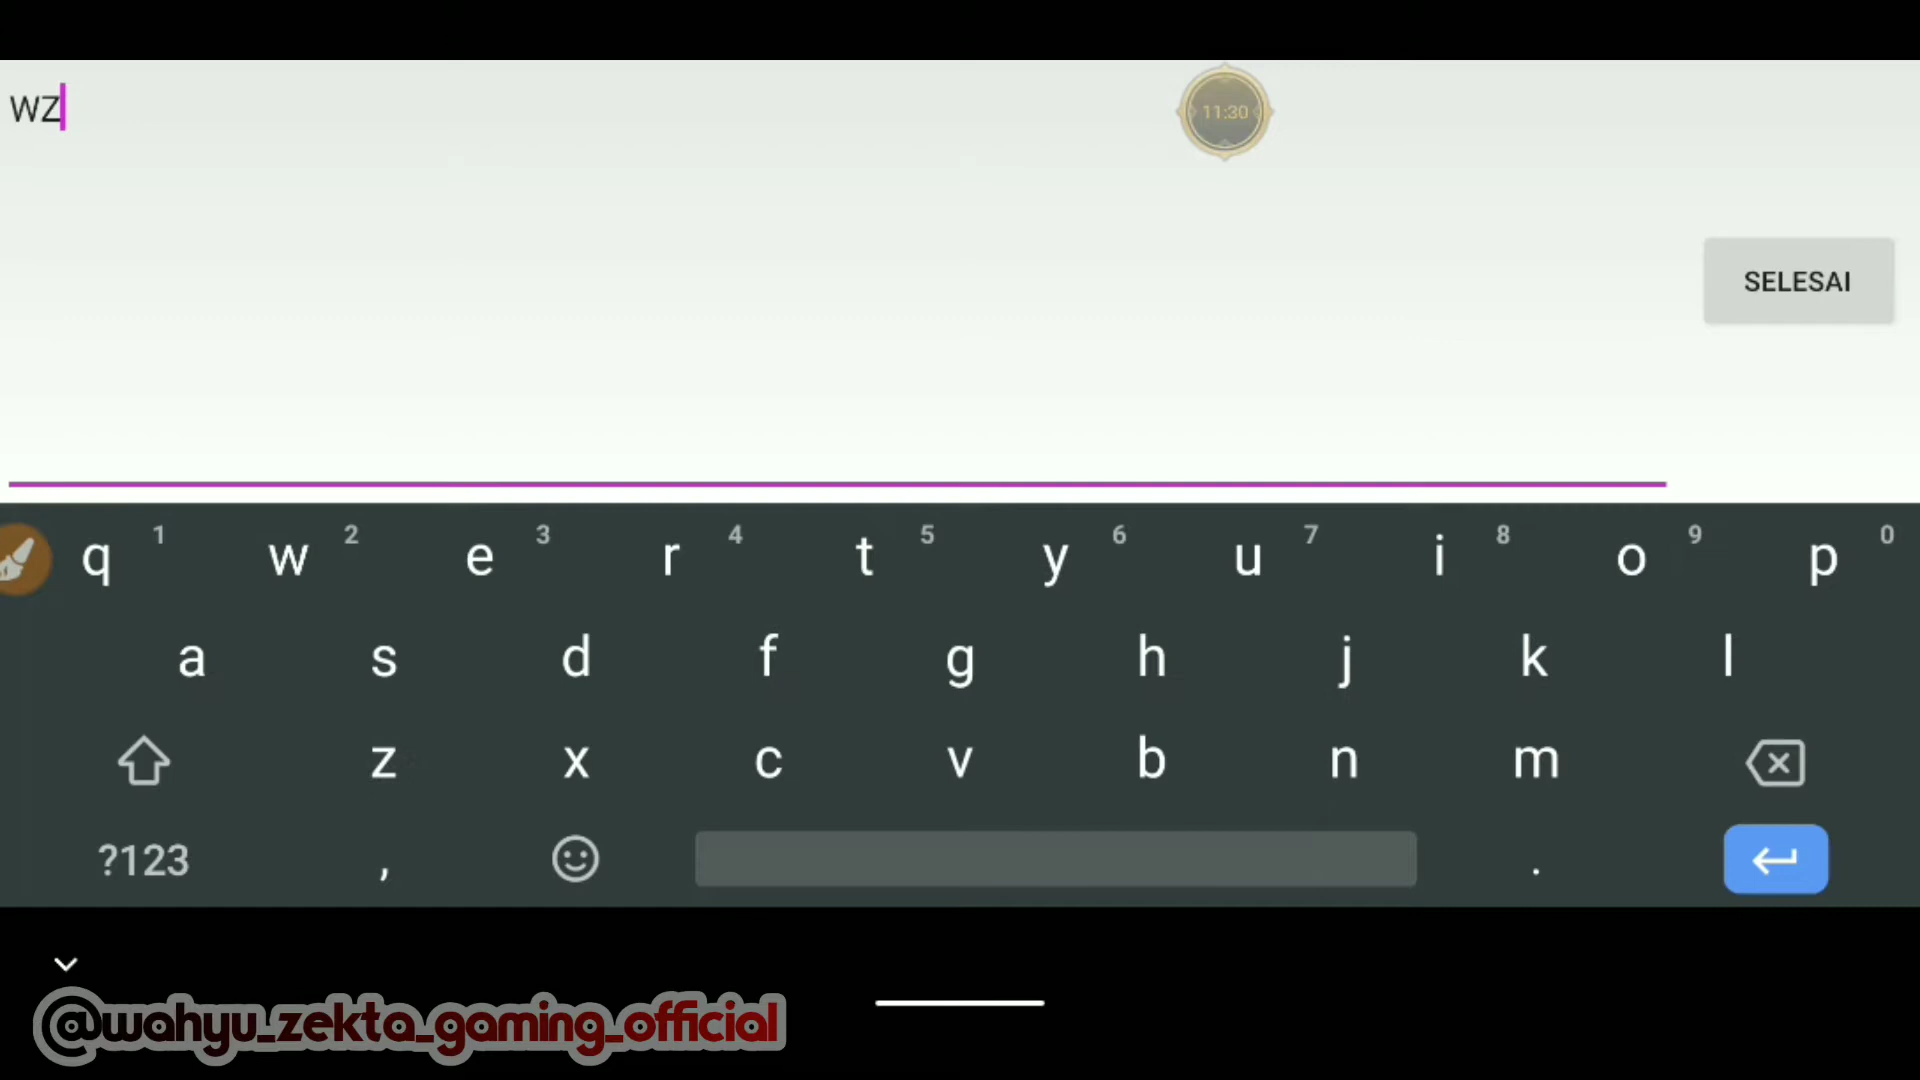 WZ
11:30
SELESAI
q 1 w 2 e 3 r 4 t 5 y 6 u 7 i 8 o 9 p 0
a s d f g h j k l
z x c v b n m
?123 , .
@wahyu_zekta_gaming_official